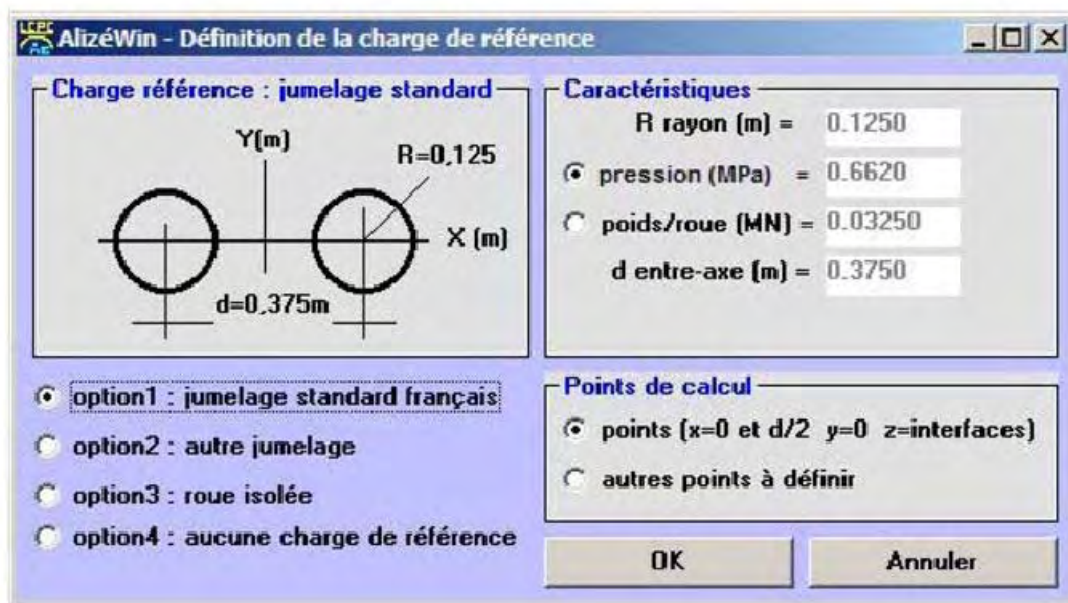 LCPC
AlizéWin - Définition de la charge de référence
Charge référence : jumelage standard
Y(m)
R=0,125
X (m)
d=0,375m
Caractéristiques
R rayon (m) = 0.1250
pression (MPa) = 0.6620
poids/roue (MN) = 0.03250
d entre-axe (m) = 0.3750
option1 : jumelage standard français
option2 : autre jumelage
option3 : roue isolée
option4 : aucune charge de référence
Points de calcul
points (x=0 et d/2 y=0 z=interfaces)
autres points à définir
OK
Annuler